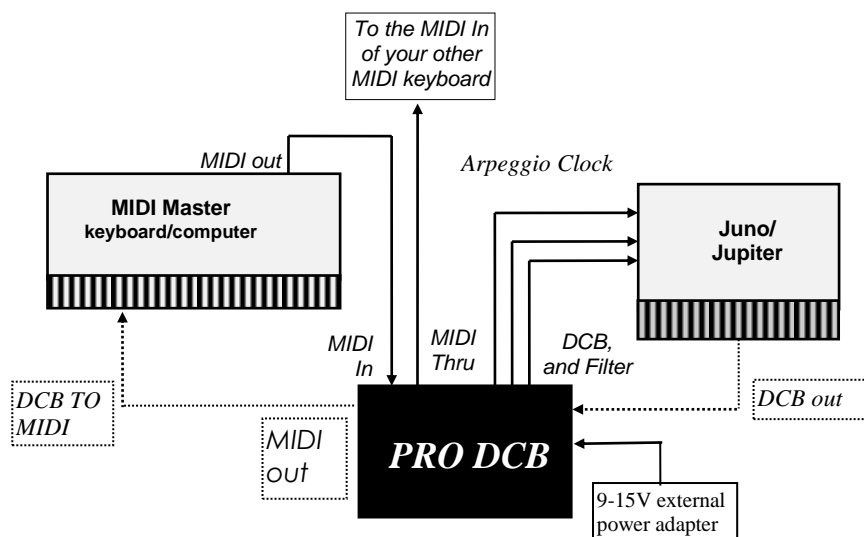 To the MIDI In
of your other
MIDI keyboard
MIDI out
Arpeggio Clock
MIDI Master
keyboard/computer
Juno/
Jupiter
MIDI
In
MIDI
Thru
DCB,
and Filter
DCB TO
MIDI
MIDI
out
PRO DCB
DCB out
9-15V external
power adapter